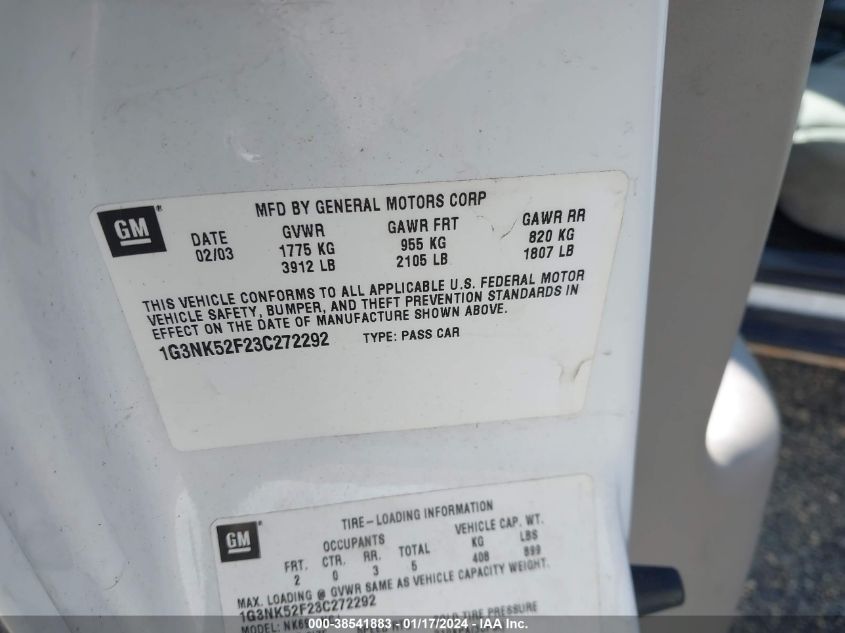 MFD BY GENERAL MOTORS CORP
GM
DATE GVWR GAWR FRT GAWR RR
02/03 1775 KG 955 KG 820 KG
3912 LB 2105 LB 1807 LB
THIS VEHICLE CONFORMS TO ALL APPLICABLE U.S. FEDERAL MOTOR
VEHICLE SAFETY, BUMPER, AND THEFT PREVENTION STANDARDS IN
EFFECT ON THE DATE OF MANUFACTURE SHOWN ABOVE.
1G3NK52F23C272292 TYPE: PASS CAR
GM
TIRE-LOADING INFORMATION
OCCUPANTS VEHICLE CAP. WT.
FRT. CTR. RR. TOTAL KG LBS
2 0 3 5 408 899
MAX. LOADING @ GVWR SAME AS VEHICLE CAPACITY WEIGHT.
1G3NK52F23C272292
MODEL: TIRE PRESSURE
000-38541883 - 01/17/2024 - IAAI, Inc.